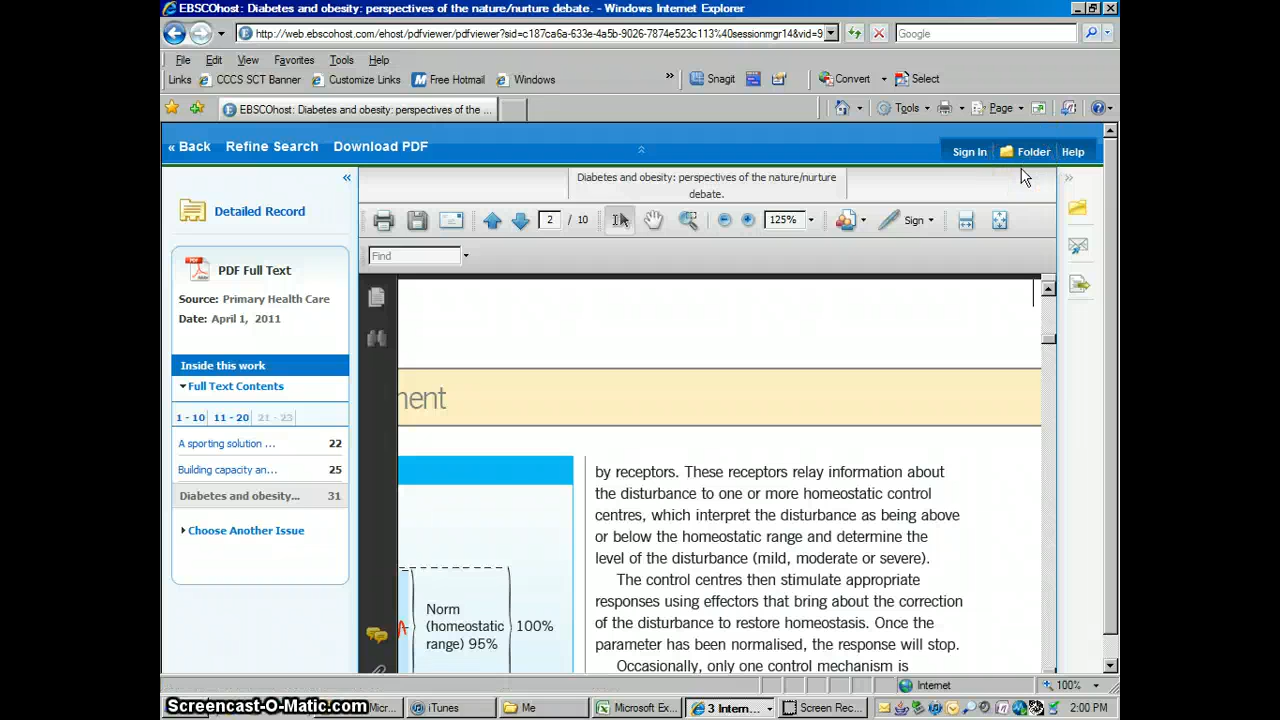 EBSCOhost: Diabetes and obesity: perspectives of the nature/nurture debate. - Windows Internet Explorer
http://web.ebscohost.com/ehost/pdfviewer/pdfviewer?sid=c187ca6a-633e-4a5b-9026-7874e523c113%40sessionmgr14&vid=9
Google
File Edit View Favorites Tools Help
Links CCCS SCT Banner Customize Links Free Hotmail Windows » Snagit Convert Select
EBSCOhost: Diabetes and obesity: perspectives of the ... Tools Page
« Back Refine Search Download PDF Sign In Folder Help
Diabetes and obesity: perspectives of the nature/nurture
debate.
Detailed Record
2 / 10 125% Sign
Find
PDF Full Text
Source: Primary Health Care
Date: April 1, 2011
Inside this work
Full Text Contents
1 - 10 11 - 20 21 - 23
A sporting solution ... 22
Building capacity an... 25
Diabetes and obesity... 31
Choose Another Issue
ment
Norm
(homeostatic
range) 95%
100%
A
by receptors. These receptors relay information about
the disturbance to one or more homeostatic control
centres, which interpret the disturbance as being above
or below the homeostatic range and determine the
level of the disturbance (mild, moderate or severe).
The control centres then stimulate appropriate
responses using effectors that bring about the correction
of the disturbance to restore homeostasis. Once the
parameter has been normalised, the response will stop.
Occasionally, only one control mechanism is
Internet 100%
Screencast-O-Matic.com Micr... iTunes Me Microsoft Ex... 3 Intern... Screen Rec... 2:00 PM